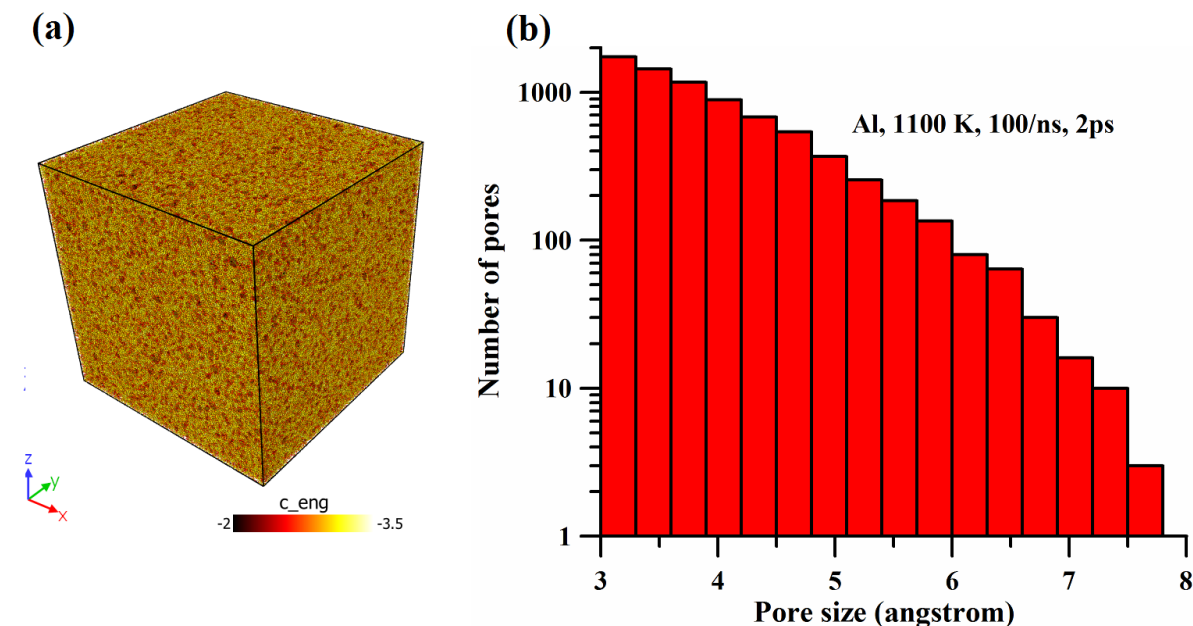 (a)
z
y
x
c_eng
-2
-3.5
(b)
1000
100
10
1
Number of pores
Al, 1100 K, 100/ns, 2ps
3 4 5 6 7 8
Pore size (angstrom)